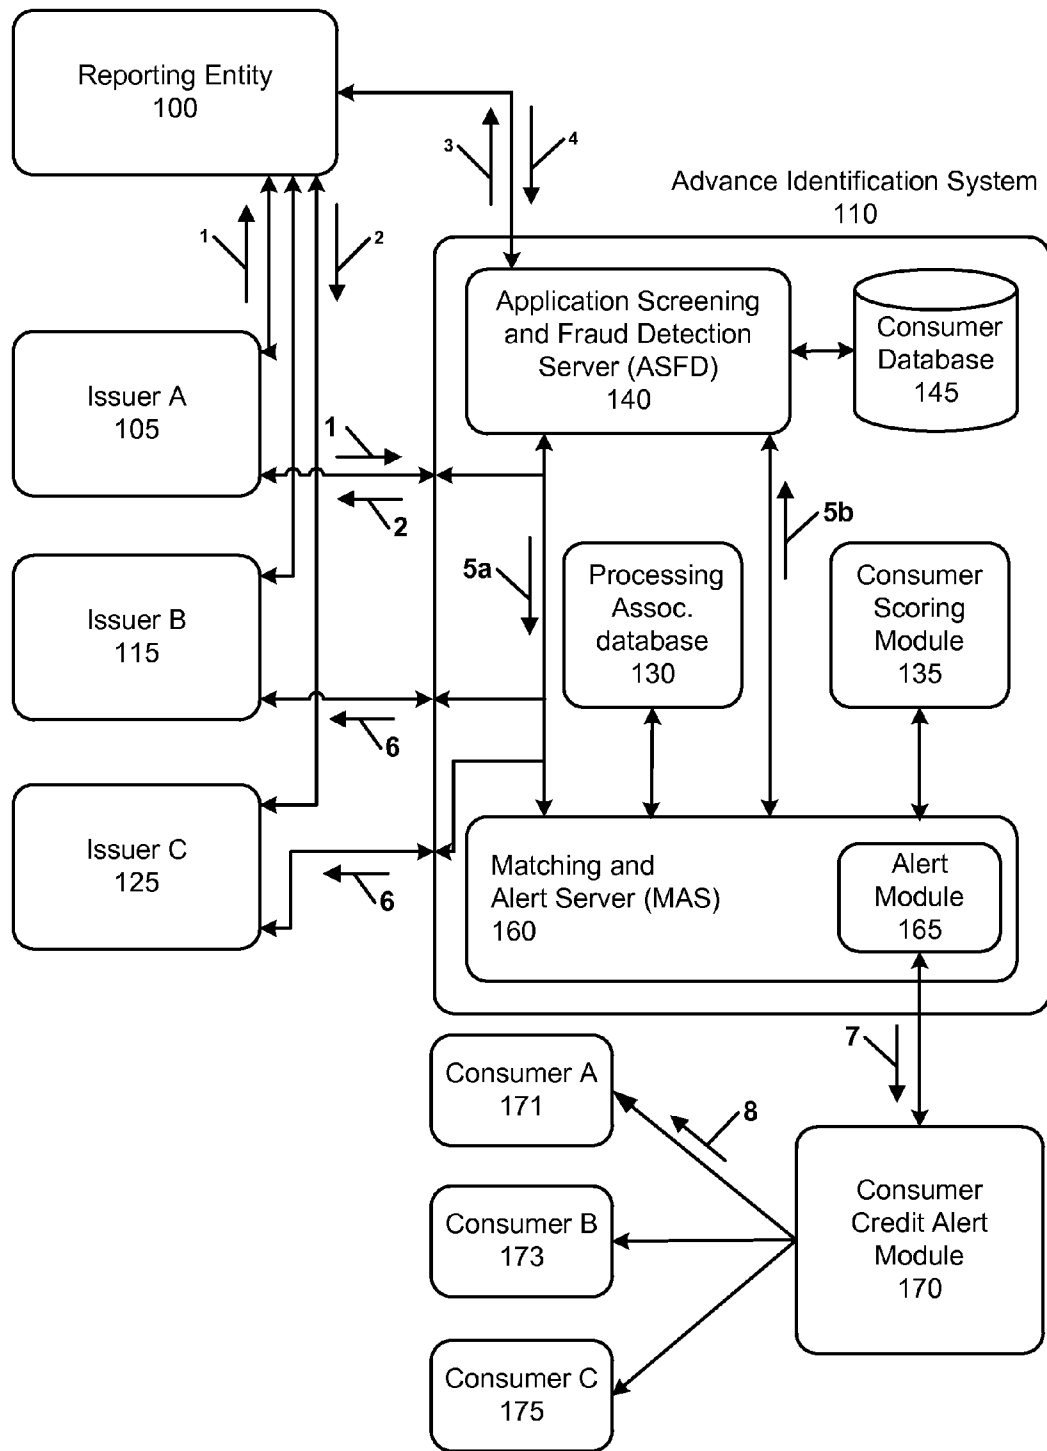 Reporting Entity
100
3
4
Advance Identification System
110
1
2
Application Screening
and Fraud Detection
Server (ASFD)
140
Consumer
Database
145
Issuer A
105
1
2
5a
5b
Processing
Assoc.
database
130
Consumer
Scoring
Module
135
Issuer B
115
6
Issuer C
125
6
Matching and
Alert Server (MAS)
160
Alert
Module
165
7
Consumer A
171
8
Consumer B
173
Consumer
Credit Alert
Module
170
Consumer C
175